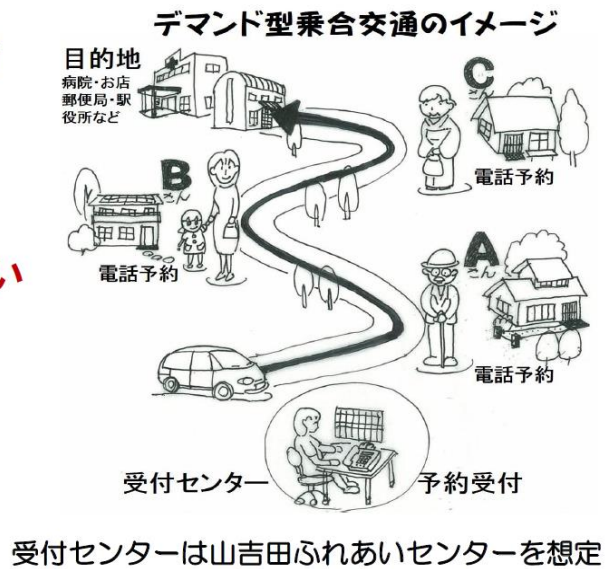 デマンド型乗合交通のイメージ
目的地
病院・お店
郵便局・駅
役所など
C
さん
電話予約
B
さん
電話予約
い
A
さん
電話予約
受付センター
予約受付
受付センターは山吉田ふれあいセンターを想定